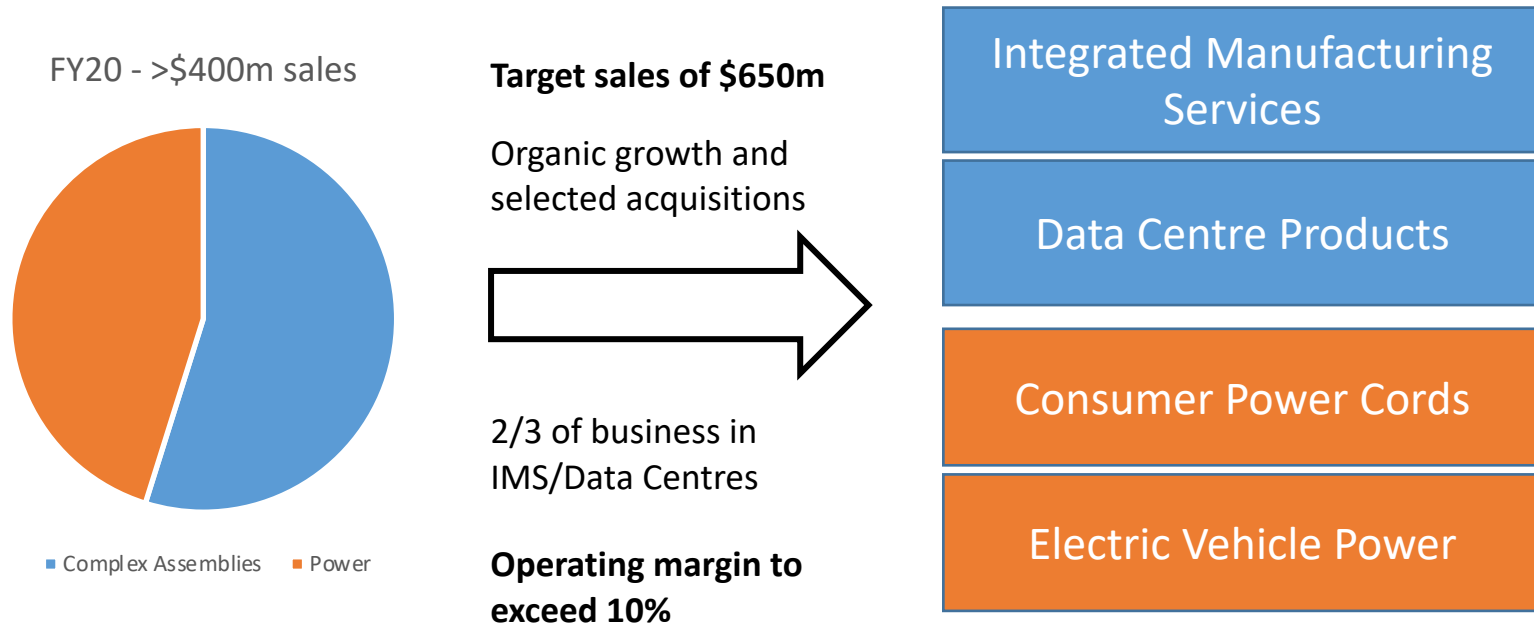 FY20 - >$400m sales
Complex Assemblies
Power
Target sales of $650m
Organic growth and
selected acquisitions
2/3 of business in
IMS/Data Centres
Operating margin to
exceed 10%
Integrated Manufacturing
Services
Data Centre Products
Consumer Power Cords
Electric Vehicle Power